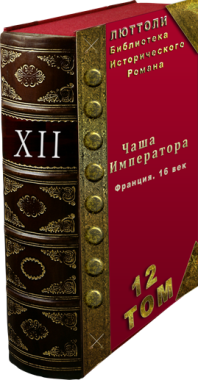 ЛЮТТОЛИ
Библиотека
Исторического
Романа
XII
Чаша
Императора
Франция. 16 век
12
ТОМ